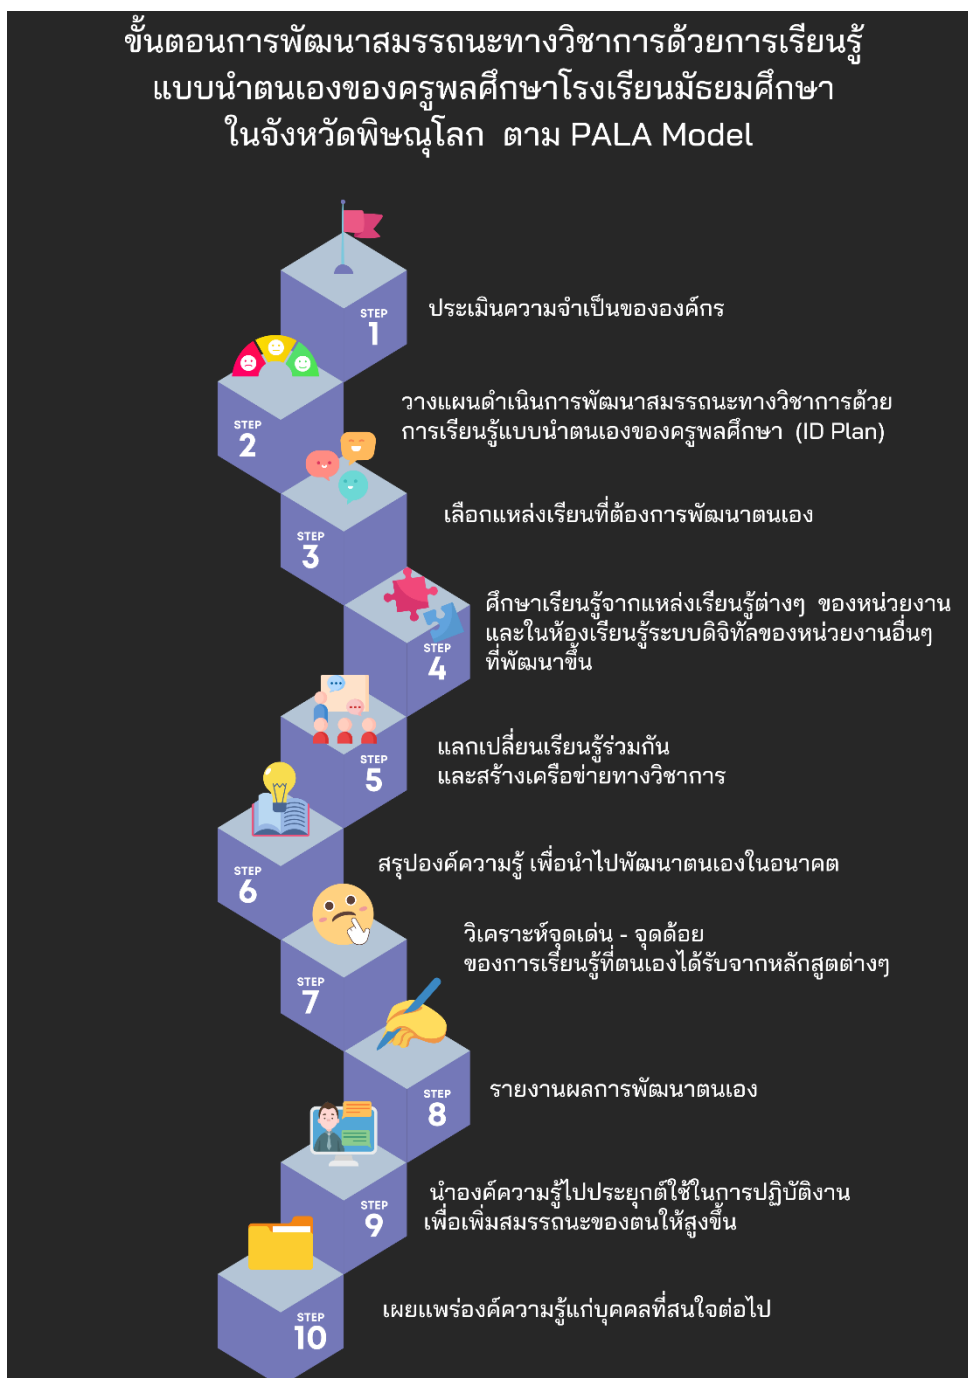 ขั้นตอนการพัฒนาสมรรถนะทางวิชาการด้วยการเรียนรู้
แบบนำตนเองของครูพลศึกษาโรงเรียนมัธยมศึกษา
ในจังหวัดพิษณุโลก ตาม PALA Model
STEP
1
ประเมินความจำเป็นขององค์กร
STEP
2
วางแผนดำเนินการพัฒนาสมรรถนะทางวิชาการด้วย
การเรียนรู้แบบนำตนเองของครูพลศึกษา (ID Plan)
STEP
3
เลือกแหล่งเรียนที่ต้องการพัฒนาตนเอง
STEP
4
ศึกษาเรียนรู้จากแหล่งเรียนรู้ต่างๆ ของหน่วยงาน
และในห้องเรียนรู้ระบบดิจิทัลของหน่วยงานอื่นๆ
ที่พัฒนาขึ้น
STEP
5
แลกเปลี่ยนเรียนรู้ร่วมกัน
และสร้างเครือข่ายทางวิชาการ
STEP
6
สรุปองค์ความรู้ เพื่อนำไปพัฒนาตนเองในอนาคต
STEP
7
วิเคราะห์จุดเด่น - จุดด้อย
ของการเรียนรู้ที่ตนเองได้รับจากหลักสูตต่างๆ
STEP
8
รายงานผลการพัฒนาตนเอง
STEP
9
นำองค์ความรู้ไปประยุกต์ใช้ในการปฏิบัติงาน
เพื่อเพิ่มสมรรถนะของตนให้สูงขึ้น
STEP
10
เผยแพร่องค์ความรู้แก่บุคคลที่สนใจต่อไป